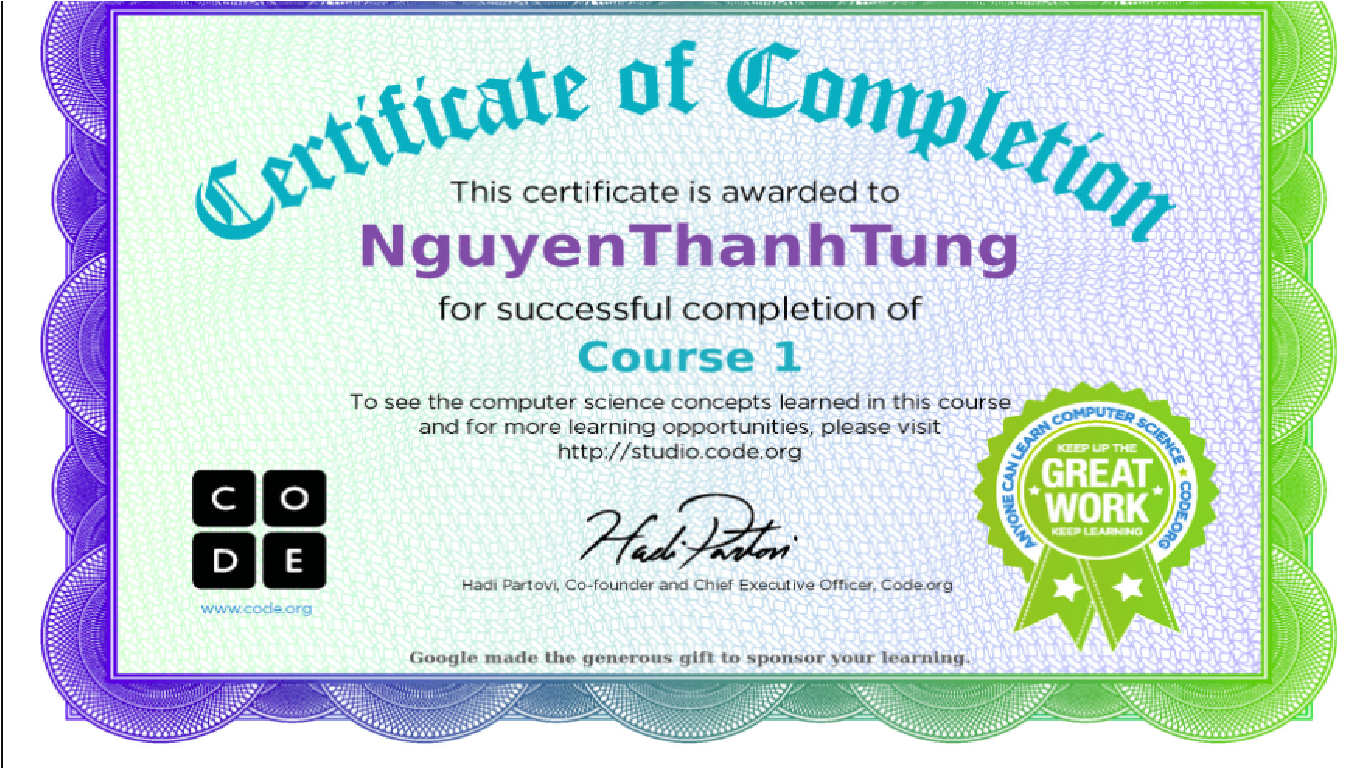 Certificate of Completion
This certificate is awarded to
NguyenThanhTung
for successful completion of
Course 1
To see the computer science concepts learned in this course
and for more learning opportunities, please visit
http://studio.code.org
C O
D E
www.code.org
Hadi Partovi
Hadi Partovi, Co-founder and Chief Executive Officer, Code.org
ANYONE CAN LEARN COMPUTER SCIENCE ★ CODE.ORG
KEEP UP THE
GREAT
WORK
KEEP LEARNING
Google made the generous gift to sponsor your learning.